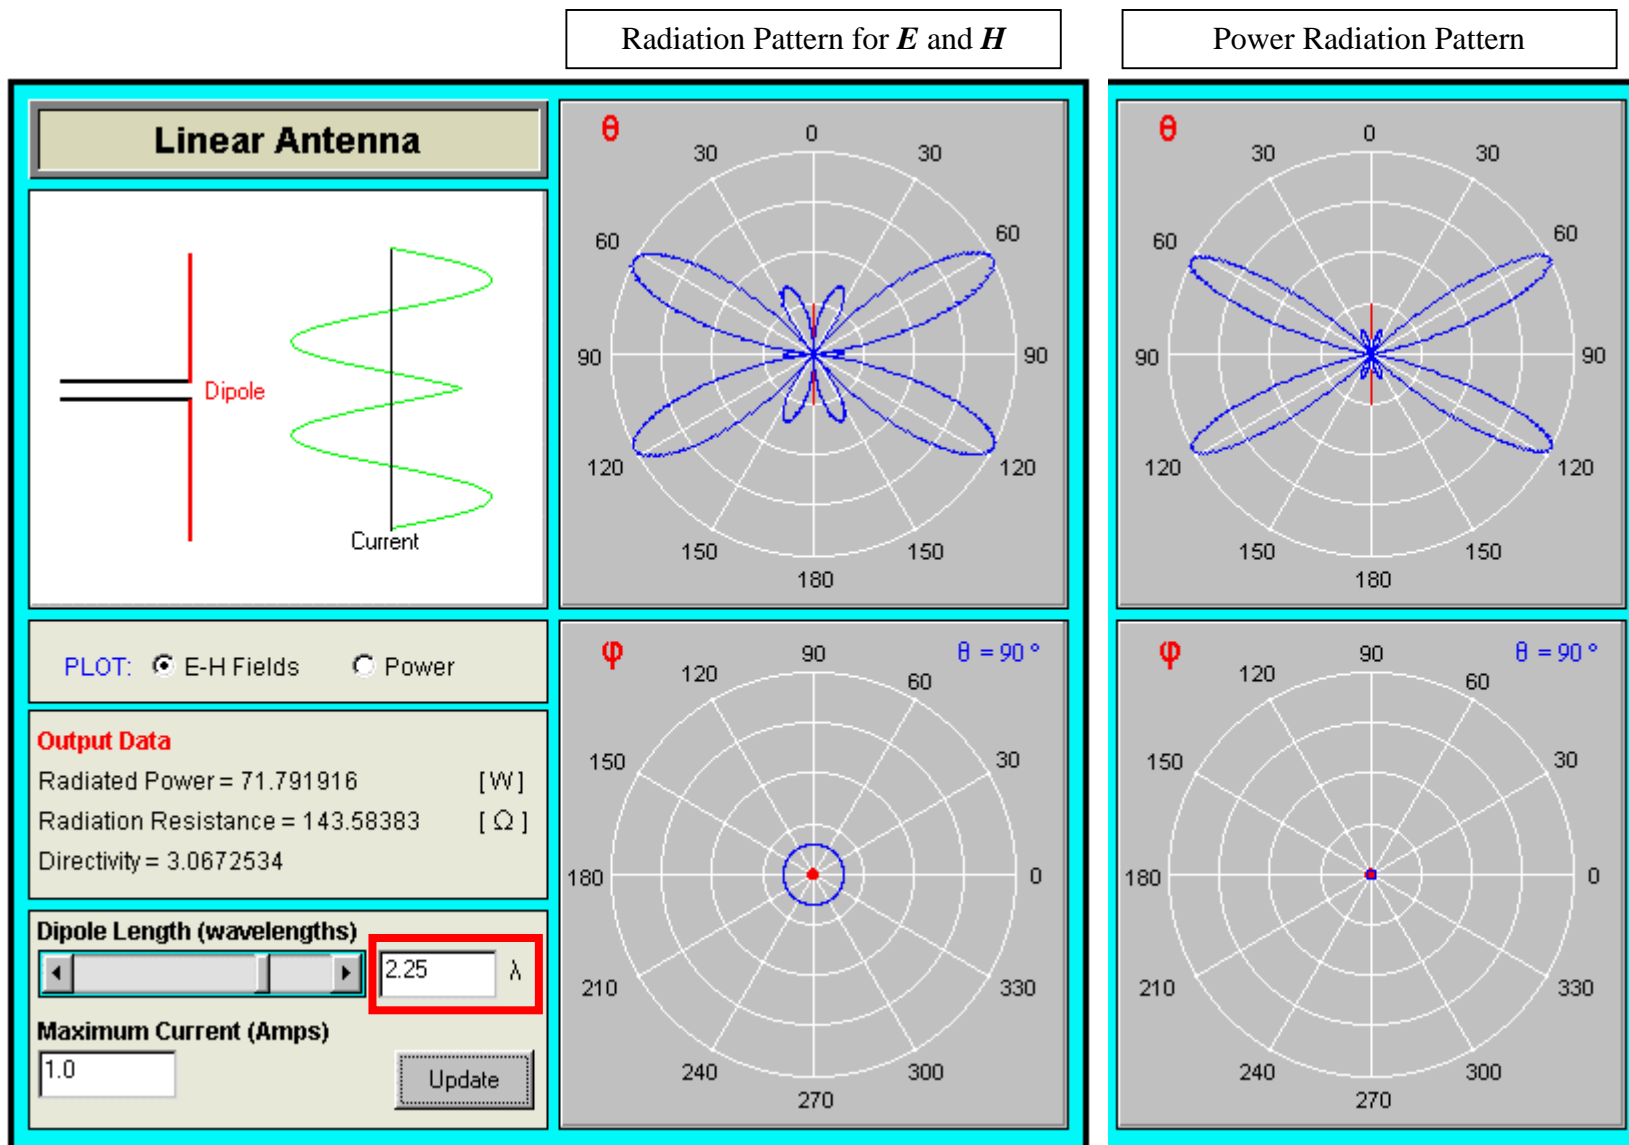 Radiation Pattern for E and H
Power Radiation Pattern
Linear Antenna
Dipole
Current
θ
0
30
30
60
60
90
90
120
120
150
150
180
θ
0
30
30
60
60
90
90
120
120
150
150
180
PLOT: E-H Fields Power
Output Data
Radiated Power = 71.791916 [ W ]
Radiation Resistance = 143.58383 [ Ω ]
Directivity = 3.0672534
Dipole Length (wavelengths)
2.25 λ
Maximum Current (Amps)
1.0
Update
φ
θ = 90 °
90
120
60
150
30
180
0
210
330
240
300
270
φ
θ = 90 °
90
120
60
150
30
180
0
210
330
240
300
270